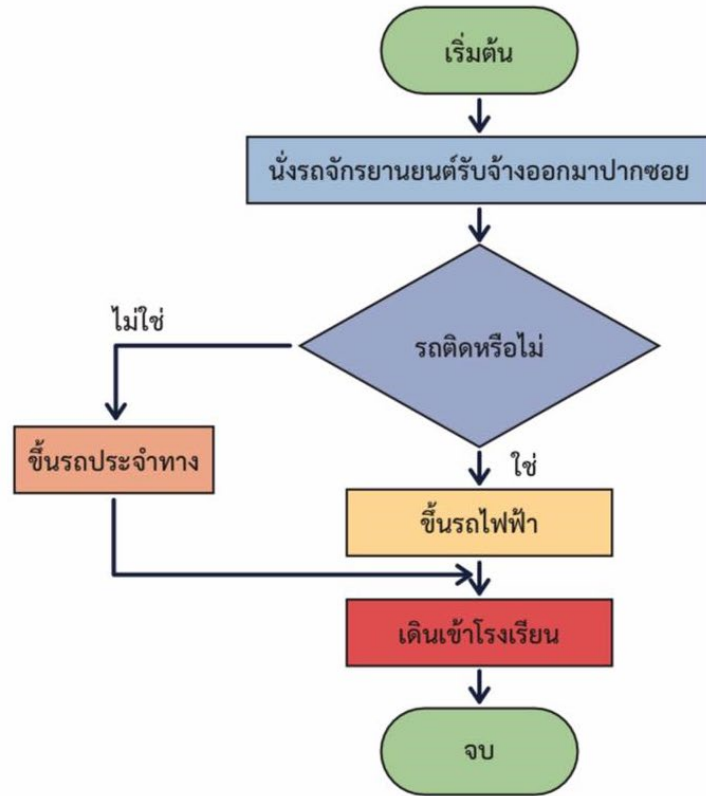 เริ่มต้น
นั่งรถจักรยานยนต์รับจ้างออกมาปากซอย
รถติดหรือไม่
ไม่ใช่
ขึ้นรถประจำทาง
ใช่
ขึ้นรถไฟฟ้า
เดินเข้าโรงเรียน
จบ